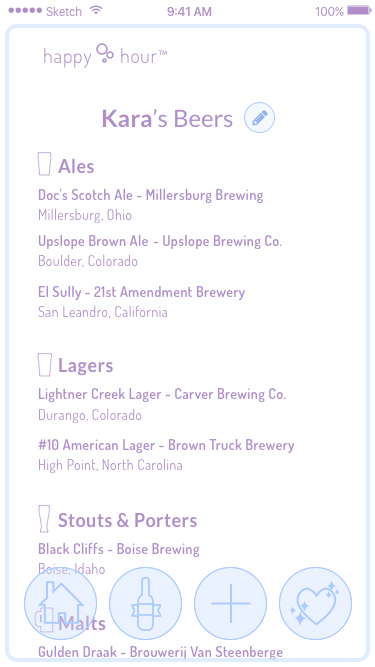 Sketch 9:41 AM 100%
happy hour™
Kara's Beers
Ales
Doc's Scotch Ale - Millersburg Brewing
Millersburg, Ohio
Upslope Brown Ale - Upslope Brewing Co.
Boulder, Colorado
El Sully - 21st Amendment Brewery
San Leandro, California
Lagers
Lightner Creek Lager - Carver Brewing Co.
Durango, Colorado
#10 American Lager - Brown Truck Brewery
High Point, North Carolina
Stouts & Porters
Black Cliffs - Boise Brewing
Boise, Idaho
Malts
Gulden Draak - Brouwerij Van Steenberge